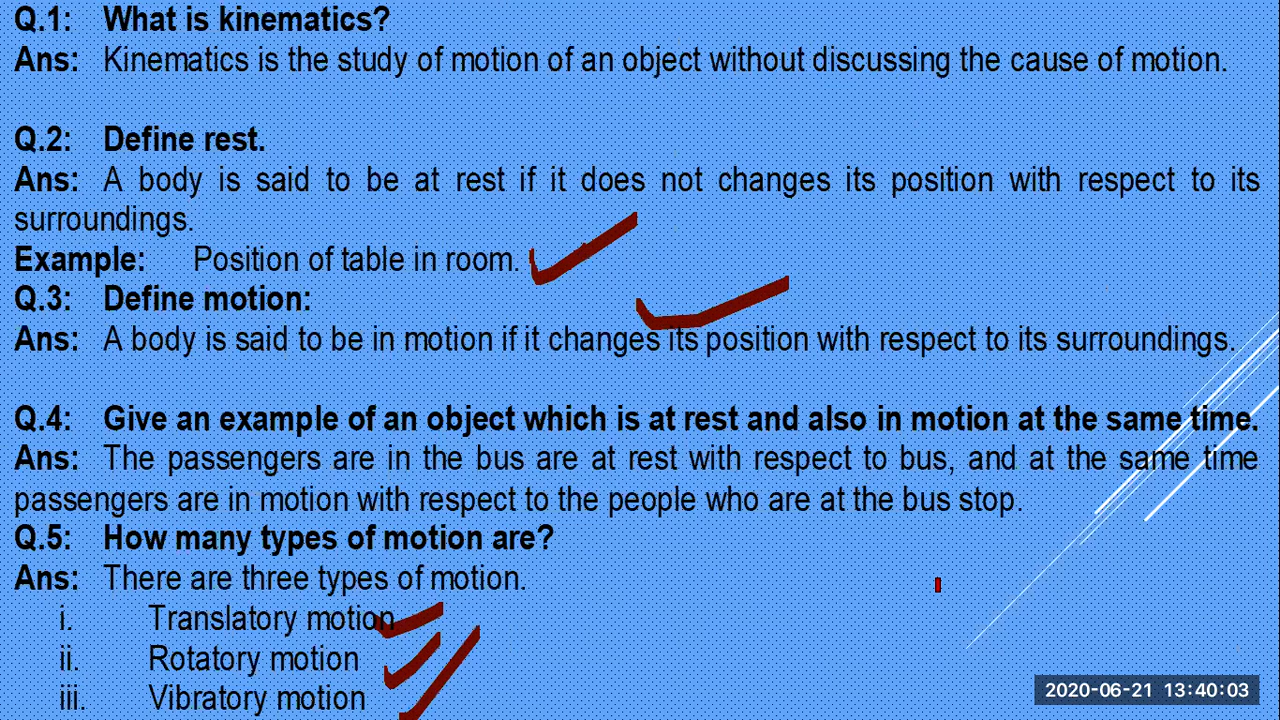 Q.1: What is kinematics?
Ans: Kinematics is the study of motion of an object without discussing the cause of motion.
Q.2: Define rest.
Ans: A body is said to be at rest if it does not changes its position with respect to its
surroundings.
Example: Position of table in room.
Q.3: Define motion:
Ans: A body is said to be in motion if it changes its position with respect to its surroundings.
Q.4: Give an example of an object which is at rest and also in motion at the same time.
Ans: The passengers are in the bus are at rest with respect to bus, and at the same time
passengers are in motion with respect to the people who are at the bus stop.
Q.5: How many types of motion are?
Ans: There are three types of motion.
i. Translatory motion
ii. Rotatory motion
iii. Vibratory motion
2020-06-21 13:40:03